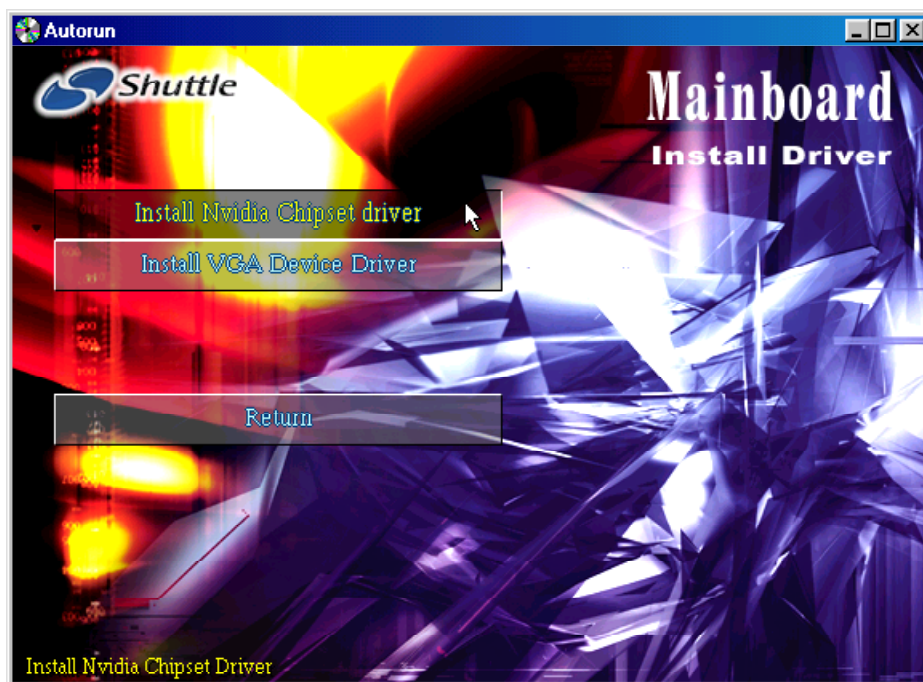 Autorun
Shuttle
Mainboard
Install Driver
Install Nvidia Chipset driver
Install VGA Device Driver
Return
Install Nvidia Chipset Driver